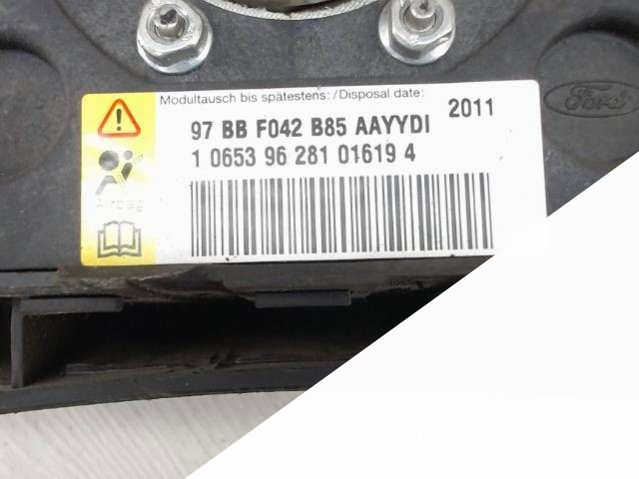 Modultausch bis spätestens: /Disposal date:
2011
97 BB F042 B85 AAYYDI
1 0653 96 281 01619 4
Airbag
Ford